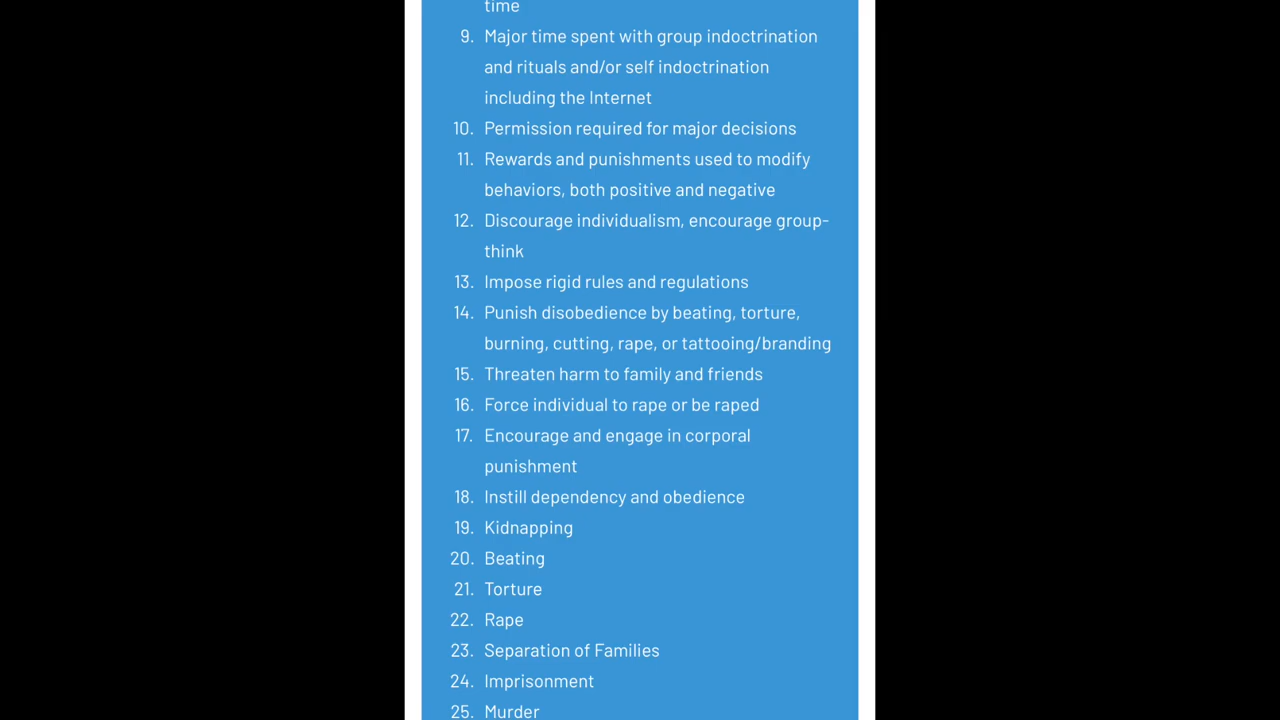 time
9. Major time spent with group indoctrination
and rituals and/or self indoctrination
including the Internet
10. Permission required for major decisions
11. Rewards and punishments used to modify
behaviors, both positive and negative
12. Discourage individualism, encourage group-
think
13. Impose rigid rules and regulations
14. Punish disobedience by beating, torture,
burning, cutting, rape, or tattooing/branding
15. Threaten harm to family and friends
16. Force individual to rape or be raped
17. Encourage and engage in corporal
punishment
18. Instill dependency and obedience
19. Kidnapping
20. Beating
21. Torture
22. Rape
23. Separation of Families
24. Imprisonment
25. Murder